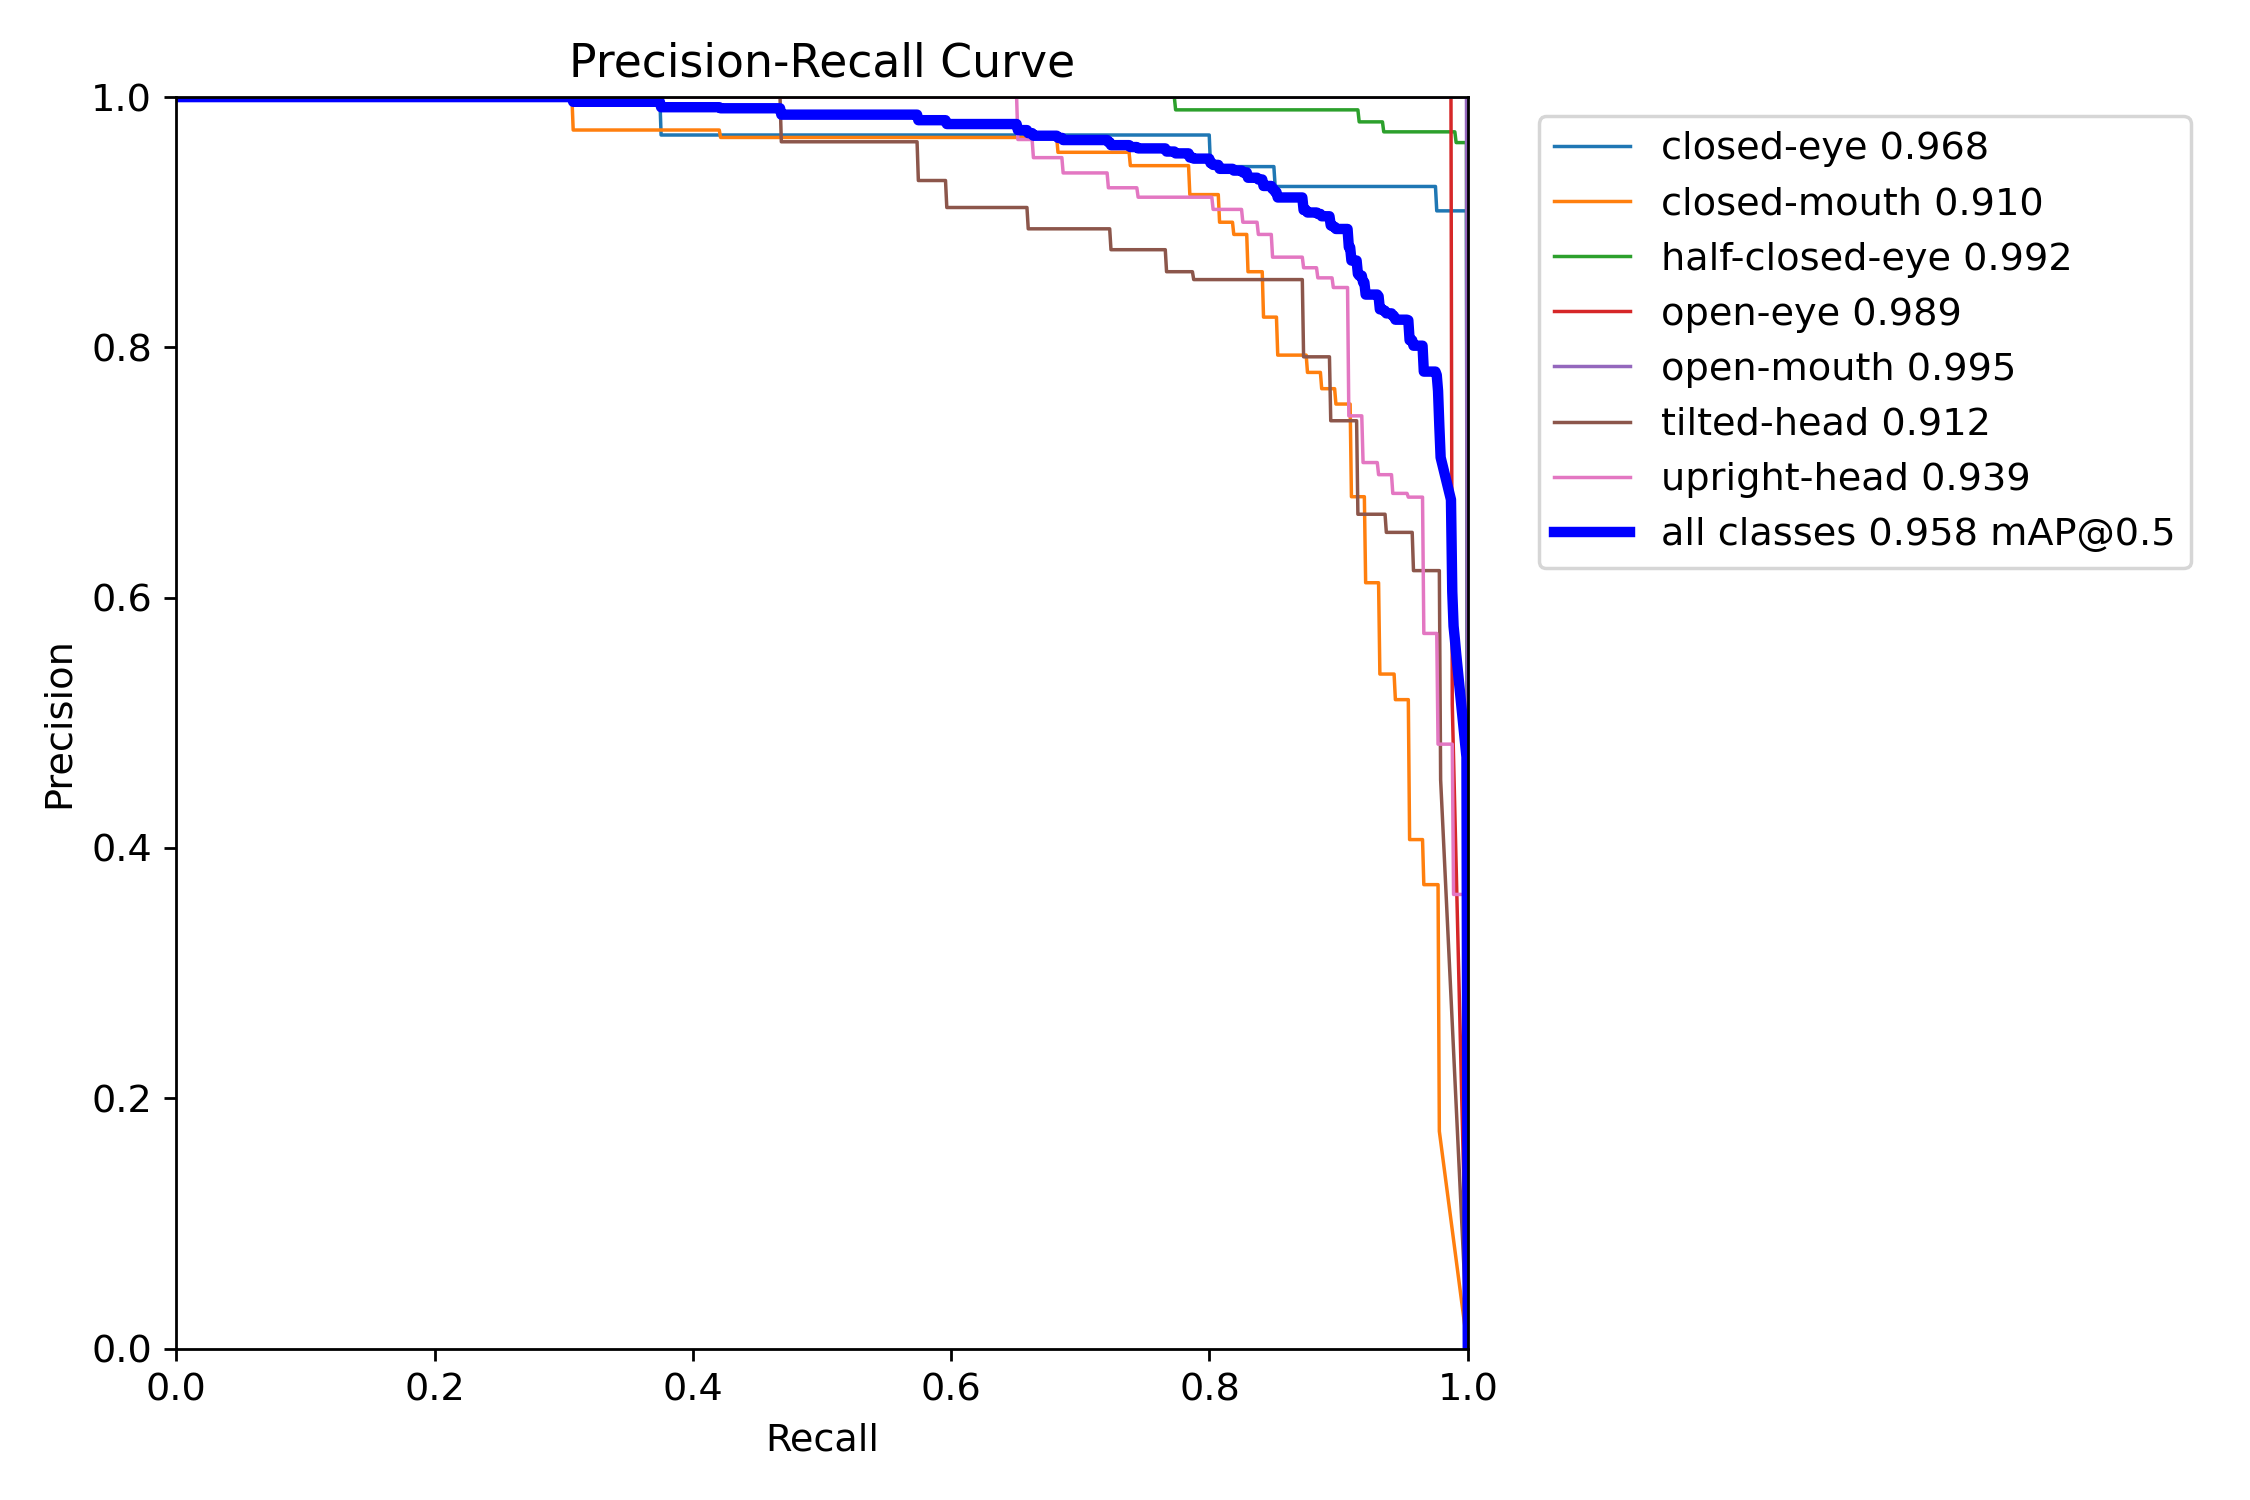 Precision-Recall Curve
1.0
0.8
0.6
0.4
0.2
0.0
Precision
0.0 0.2 0.4 0.6 0.8 1.0
Recall
closed-eye 0.968
closed-mouth 0.910
half-closed-eye 0.992
open-eye 0.989
open-mouth 0.995
tilted-head 0.912
upright-head 0.939
all classes 0.958 mAP@0.5